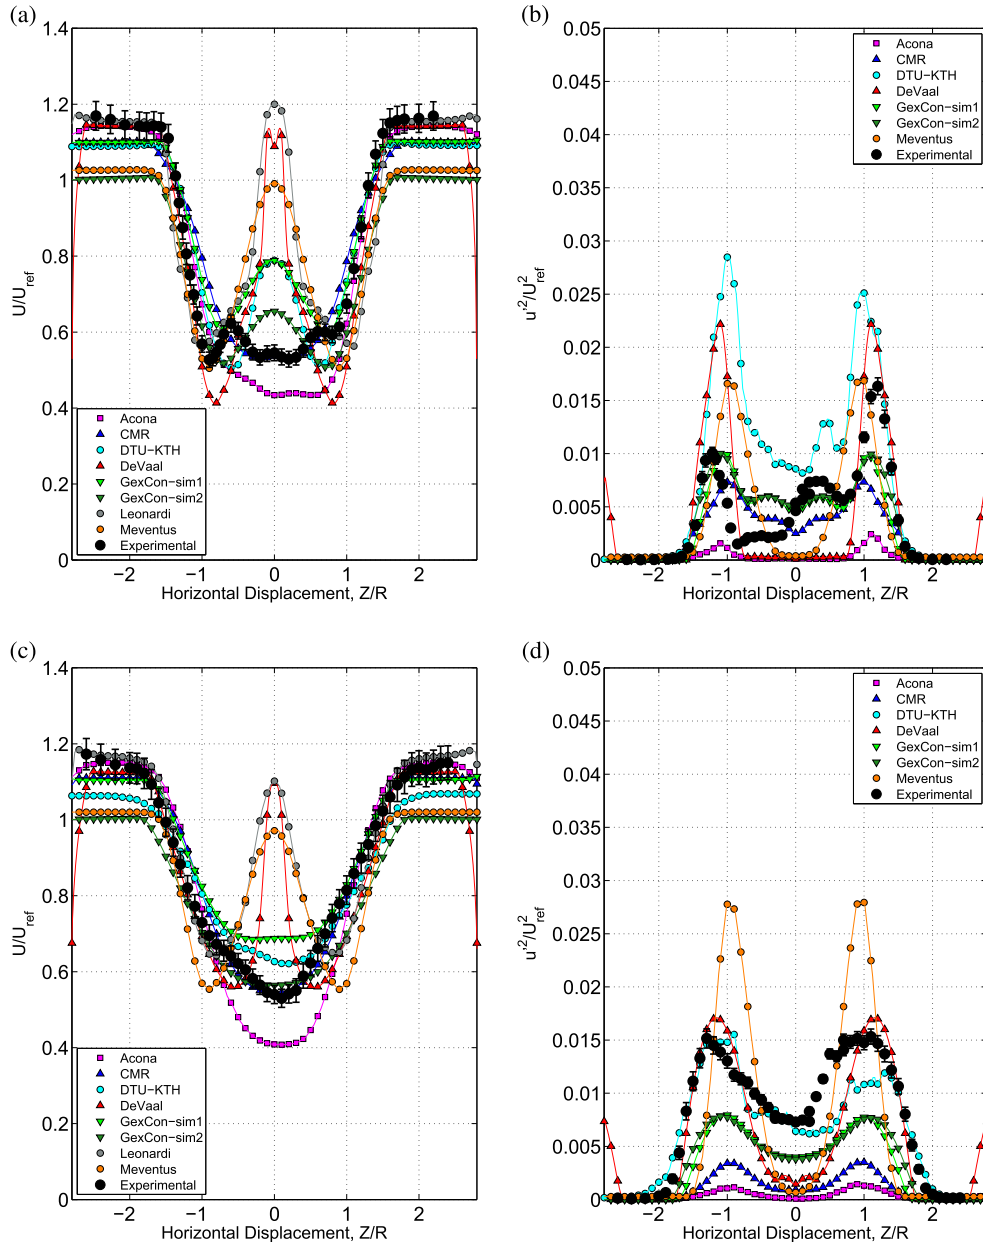 (a)
1.4
1.2
1
0.8
0.6
0.4
0.2
0
U/Uref
−2
−1
0
1
2
Horizontal Displacement, Z/R
Acona
CMR
DTU−KTH
DeVaal
GexCon−sim1
GexCon−sim2
Leonardi
Meventus
Experimental
(b)
0.05
0.045
0.04
0.035
0.03
0.025
0.02
0.015
0.01
0.005
0
u'²/U²ref
−2
−1
0
1
2
Horizontal Displacement, Z/R
Acona
CMR
DTU−KTH
DeVaal
GexCon−sim1
GexCon−sim2
Meventus
Experimental
(c)
1.4
1.2
1
0.8
0.6
0.4
0.2
0
U/Uref
−2
−1
0
1
2
Horizontal Displacement, Z/R
Acona
CMR
DTU−KTH
DeVaal
GexCon−sim1
GexCon−sim2
Leonardi
Meventus
Experimental
(d)
0.05
0.045
0.04
0.035
0.03
0.025
0.02
0.015
0.01
0.005
0
u'²/U²ref
−2
−1
0
1
2
Horizontal Displacement, Z/R
Acona
CMR
DTU−KTH
DeVaal
GexCon−sim1
GexCon−sim2
Meventus
Experimental